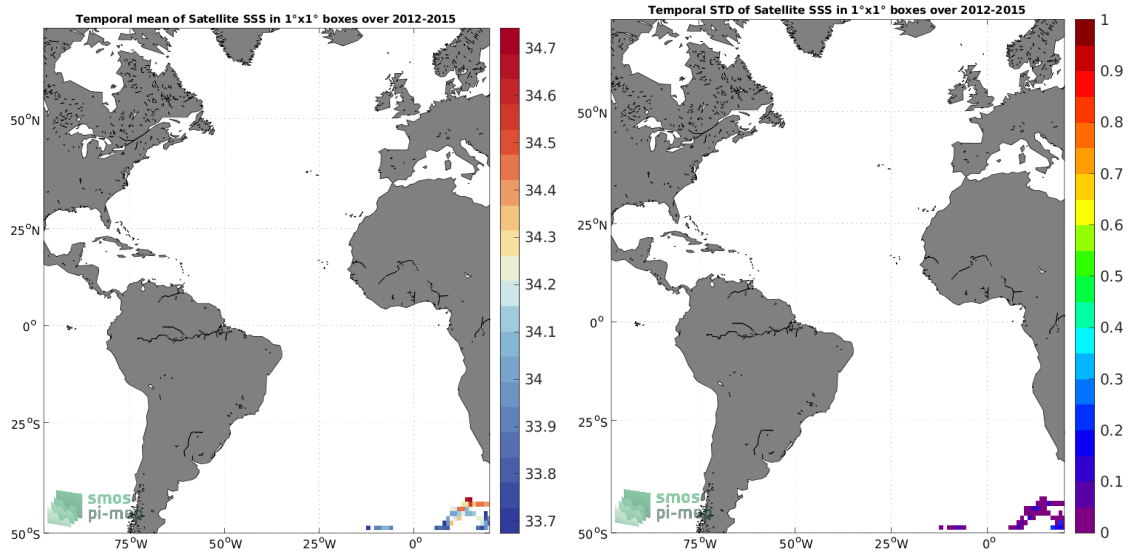 Temporal mean of Satellite SSS in 1°x1° boxes over 2012-2015
50°N
25°N
0°
25°S
50°S
75°W
50°W
25°W
0°
34.7
34.6
34.5
34.4
34.3
34.2
34.1
34
33.9
33.8
33.7
smos
pi-me
Temporal STD of Satellite SSS in 1°x1° boxes over 2012-2015
50°N
25°N
0°
25°S
50°S
75°W
50°W
25°W
0°
1
0.9
0.8
0.7
0.6
0.5
0.4
0.3
0.2
0.1
0
smos
pi-me